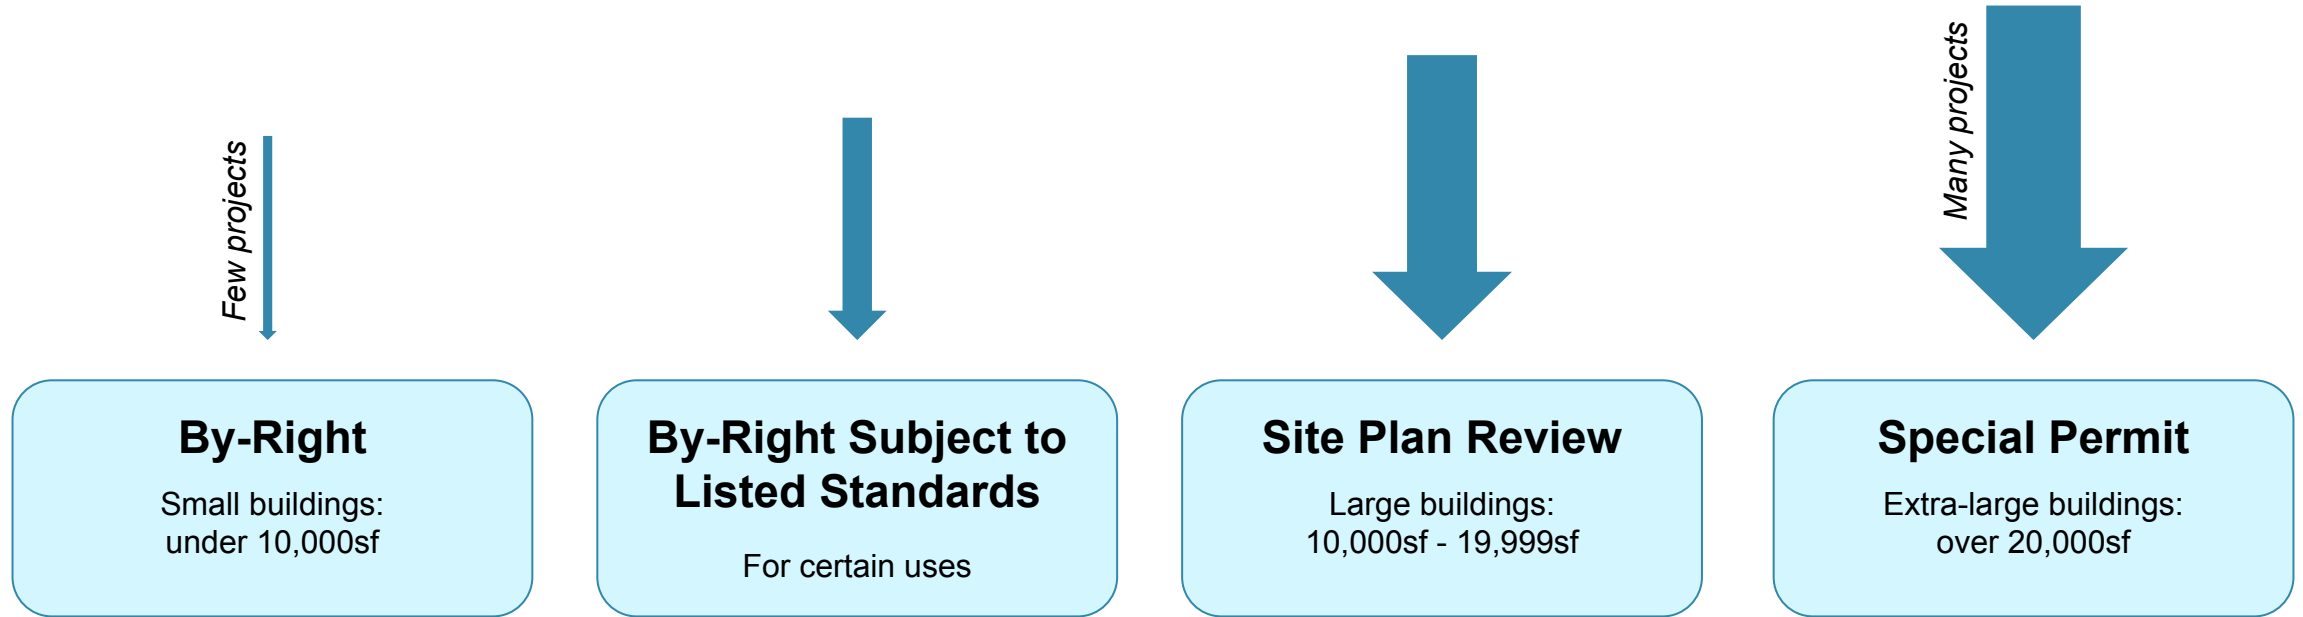 Few projects
Many projects
By-Right
Small buildings:
under 10,000sf
By-Right Subject to
Listed Standards
For certain uses
Site Plan Review
Large buildings:
10,000sf - 19,999sf
Special Permit
Extra-large buildings:
over 20,000sf